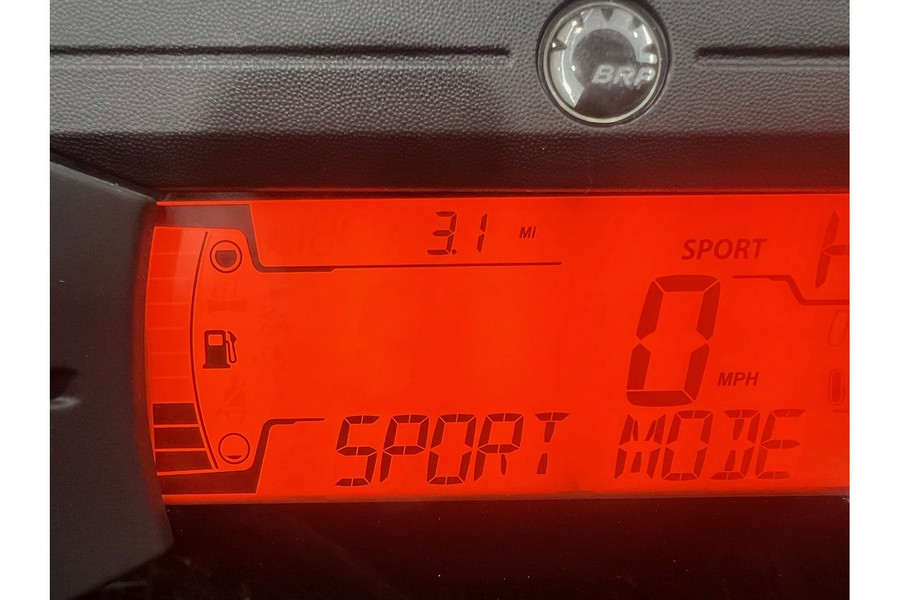 BRP
3.1 Mi
SPORT
H
0 MPH
SPORT MODE